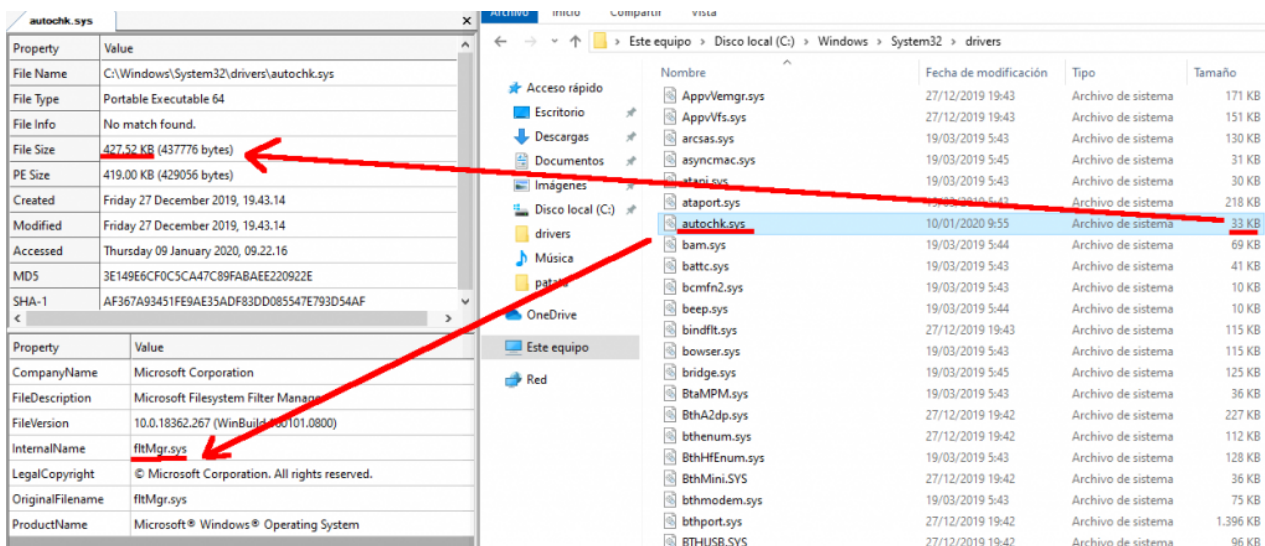 autochk.sys
x
Property Value
File Name C:\Windows\System32\drivers\autochk.sys
File Type Portable Executable 64
File Info No match found.
File Size 427.52 KB (437776 bytes)
PE Size 419.00 KB (429056 bytes)
Created Friday 27 December 2019, 19.43.14
Modified Friday 27 December 2019, 19.43.14
Accessed Thursday 09 January 2020, 09.22.16
MD5 3E149E6CF0C5CA47C89FABAEE220922E
SHA-1 AF367A93451FE9AE35ADF83DD085547E793D54AF
Property Value
CompanyName Microsoft Corporation
FileDescription Microsoft Filesystem Filter Manager
FileVersion 10.0.18362.267 (WinBuild.160101.0800)
InternalName fltMgr.sys
LegalCopyright © Microsoft Corporation. All rights reserved.
OriginalFilename fltMgr.sys
ProductName Microsoft® Windows® Operating System
Archivo Inicio Compartir Vista
Este equipo > Disco local (C:) > Windows > System32 > drivers
Acceso rápido
Escritorio
Descargas
Documentos
Imágenes
Disco local (C:)
drivers
Música
patata
OneDrive
Este equipo
Red
Nombre Fecha de modificación Tipo Tamaño
AppvVemgr.sys 27/12/2019 19:43 Archivo de sistema 171 KB
AppvVfs.sys 27/12/2019 19:43 Archivo de sistema 151 KB
arcsas.sys 19/03/2019 5:43 Archivo de sistema 130 KB
asyncmac.sys 19/03/2019 5:45 Archivo de sistema 31 KB
atapi.sys 19/03/2019 5:43 Archivo de sistema 30 KB
ataport.sys 19/03/2019 5:43 Archivo de sistema 218 KB
autochk.sys 10/01/2020 9:55 Archivo de sistema 33 KB
bam.sys 19/03/2019 5:44 Archivo de sistema 69 KB
battc.sys 19/03/2019 5:43 Archivo de sistema 41 KB
bcmfn2.sys 19/03/2019 5:43 Archivo de sistema 10 KB
beep.sys 19/03/2019 5:44 Archivo de sistema 10 KB
bindflt.sys 27/12/2019 19:43 Archivo de sistema 115 KB
bowser.sys 19/03/2019 5:43 Archivo de sistema 115 KB
bridge.sys 19/03/2019 5:45 Archivo de sistema 125 KB
BtaMPM.sys 19/03/2019 5:43 Archivo de sistema 36 KB
BthA2dp.sys 27/12/2019 19:42 Archivo de sistema 227 KB
bthenum.sys 27/12/2019 19:42 Archivo de sistema 112 KB
BthHfEnum.sys 19/03/2019 5:43 Archivo de sistema 128 KB
BthMini.SYS 27/12/2019 19:42 Archivo de sistema 36 KB
bthmodem.sys 19/03/2019 5:43 Archivo de sistema 75 KB
bthport.sys 27/12/2019 19:42 Archivo de sistema 1.396 KB
BTHUSB.SYS 27/12/2019 19:42 Archivo de sistema 96 KB